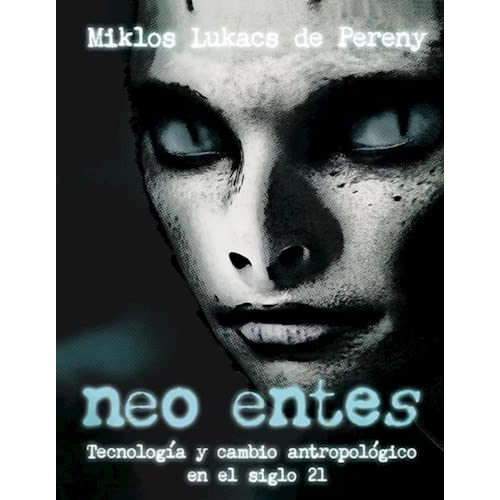 Miklos Lukacs de Pereny
neo entes
Tecnología y cambio antropológico
en el siglo 21